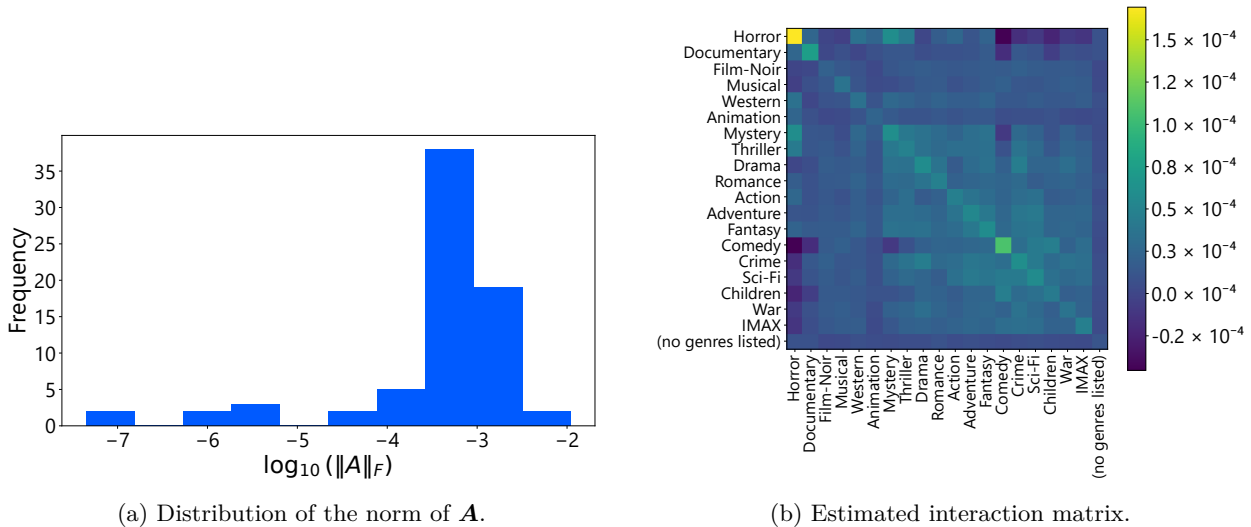 35
30
25
20
15
10
5
0
Frequency
−7
−6
−5
−4
−3
−2
log₁₀ (‖A‖F)
(a) Distribution of the norm of A.
Horror
Documentary
Film-Noir
Musical
Western
Animation
Mystery
Thriller
Drama
Romance
Action
Adventure
Fantasy
Comedy
Crime
Sci-Fi
Children
War
IMAX
(no genres listed)
Horror
Documentary
Film-Noir
Musical
Western
Animation
Mystery
Thriller
Drama
Romance
Action
Adventure
Fantasy
Comedy
Crime
Sci-Fi
Children
War
IMAX
(no genres listed)
1.5 × 10⁻⁴
1.2 × 10⁻⁴
1.0 × 10⁻⁴
0.8 × 10⁻⁴
0.5 × 10⁻⁴
0.3 × 10⁻⁴
0.0 × 10⁻⁴
-0.2 × 10⁻⁴
(b) Estimated interaction matrix.